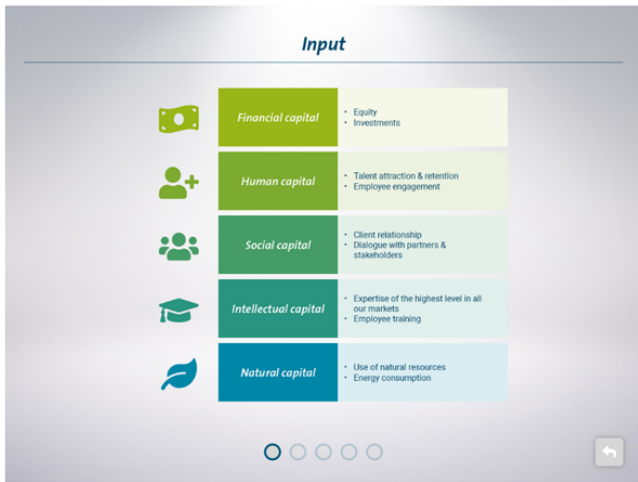 Input
Financial capital
• Equity
• Investments
Human capital
• Talent attraction & retention
• Employee engagement
Social capital
• Client relationship
• Dialogue with partners &
stakeholders
Intellectual capital
• Expertise of the highest level in all
our markets
• Employee training
Natural capital
• Use of natural resources
• Energy consumption